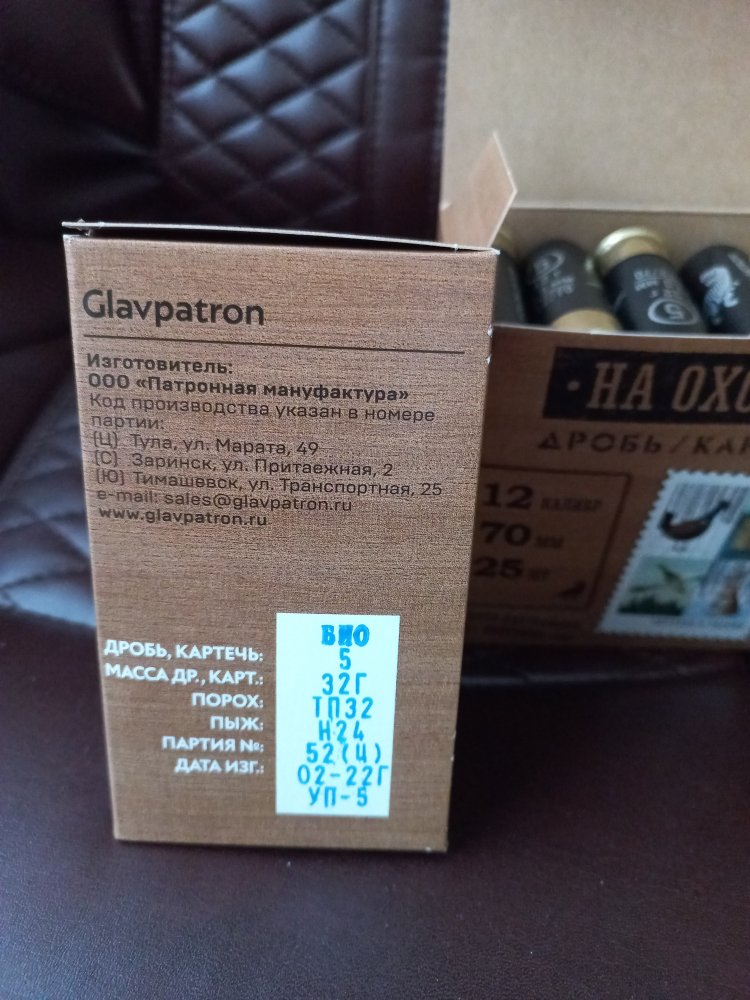 Glavpatron
Изготовитель:
ООО «Патронная мануфактура»
Код производства указан в номере
партии:
(Ц) Тула, ул. Марата, 49
(С) Заринск, ул. Притаежная, 2
(Ю) Тимашевск, ул. Транспортная, 25
e-mail: sales@glavpatron.ru
www.glavpatron.ru
БИО
ДРОБЬ, КАРТЕЧЬ: 5
МАССА ДР., КАРТ.: 32Г
ПОРОХ: ТП32
ПЫЖ: Н24
ПАРТИЯ №: 52(Ц)
ДАТА ИЗГ.: 02-22Г
УП-5
НА ОХО
ДРОБЬ / КАР
12 КАЛИБР
70 ММ
25 ШТ